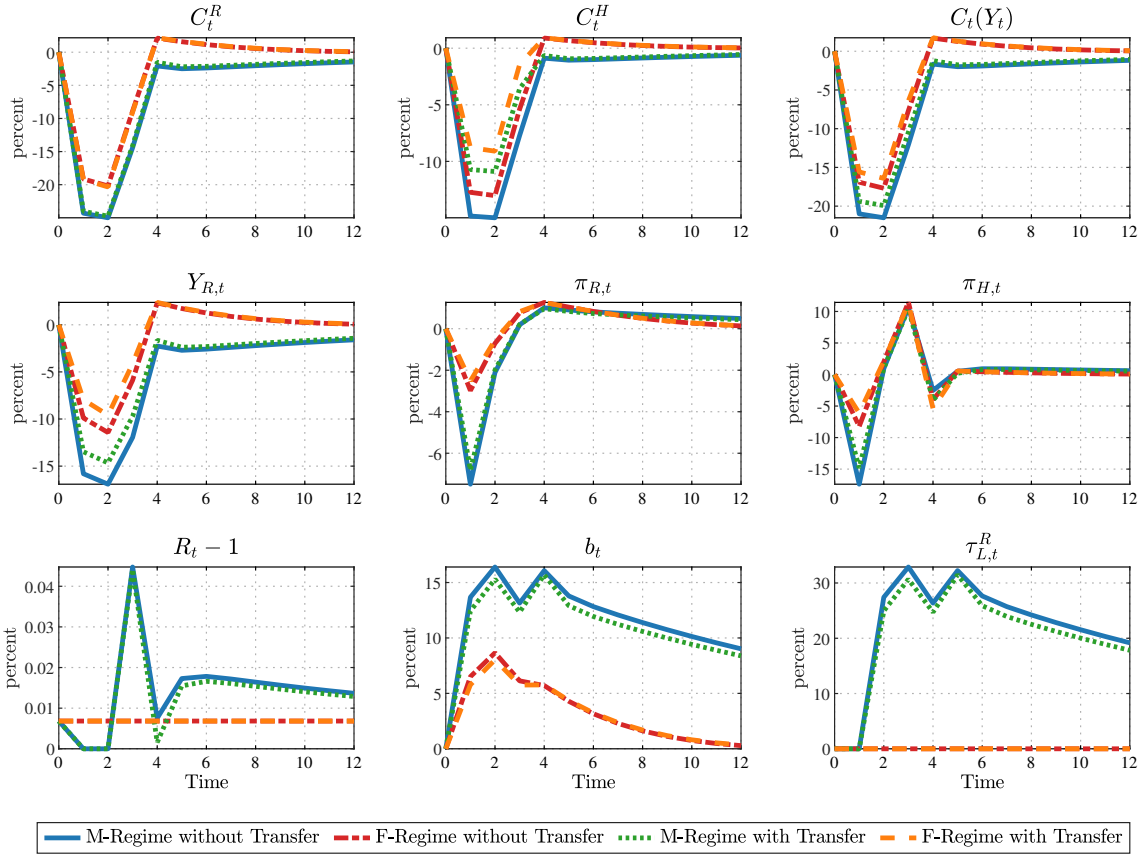 C_t^R C_t^H C_t(Y_t)
percent percent percent
0 0 0
-5 -5 -5
-10 -10 -10
-15 -15
-20 -20
0 2 4 6 8 10 12 0 2 4 6 8 10 12 0 2 4 6 8 10 12
Y_{R,t} π_{R,t} π_{H,t}
percent percent percent
0 0 10
-5 -2 5
-10 -4 0
-15 -6 -5
-10
-15
0 2 4 6 8 10 12 0 2 4 6 8 10 12 0 2 4 6 8 10 12
R_t − 1 b_t τ_{L,t}^R
percent percent percent
0.04 15 30
0.03 10 20
0.02 5 10
0.01 0 0
0
0 2 4 6 8 10 12 0 2 4 6 8 10 12 0 2 4 6 8 10 12
Time Time Time
M-Regime without Transfer F-Regime without Transfer M-Regime with Transfer F-Regime with Transfer